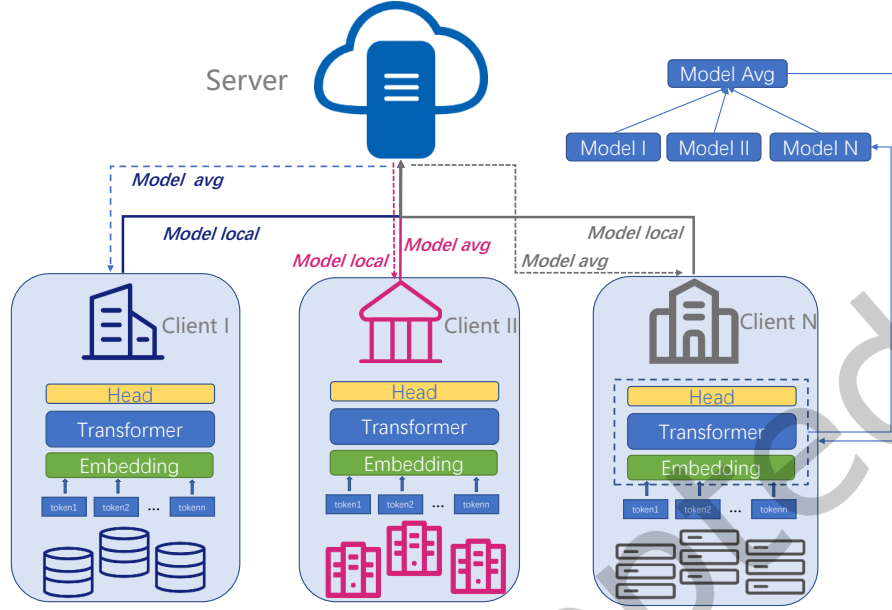 Server
Model Avg
Model I
Model II
Model N
Model avg
Model local
Model local
Model avg
Model local
Model avg
Client I
Client II
Client N
Head
Transformer
Embedding
token1
token2
...
tokenn
Head
Transformer
Embedding
token1
token2
...
tokenn
Head
Transformer
Embedding
token1
token2
...
tokenn